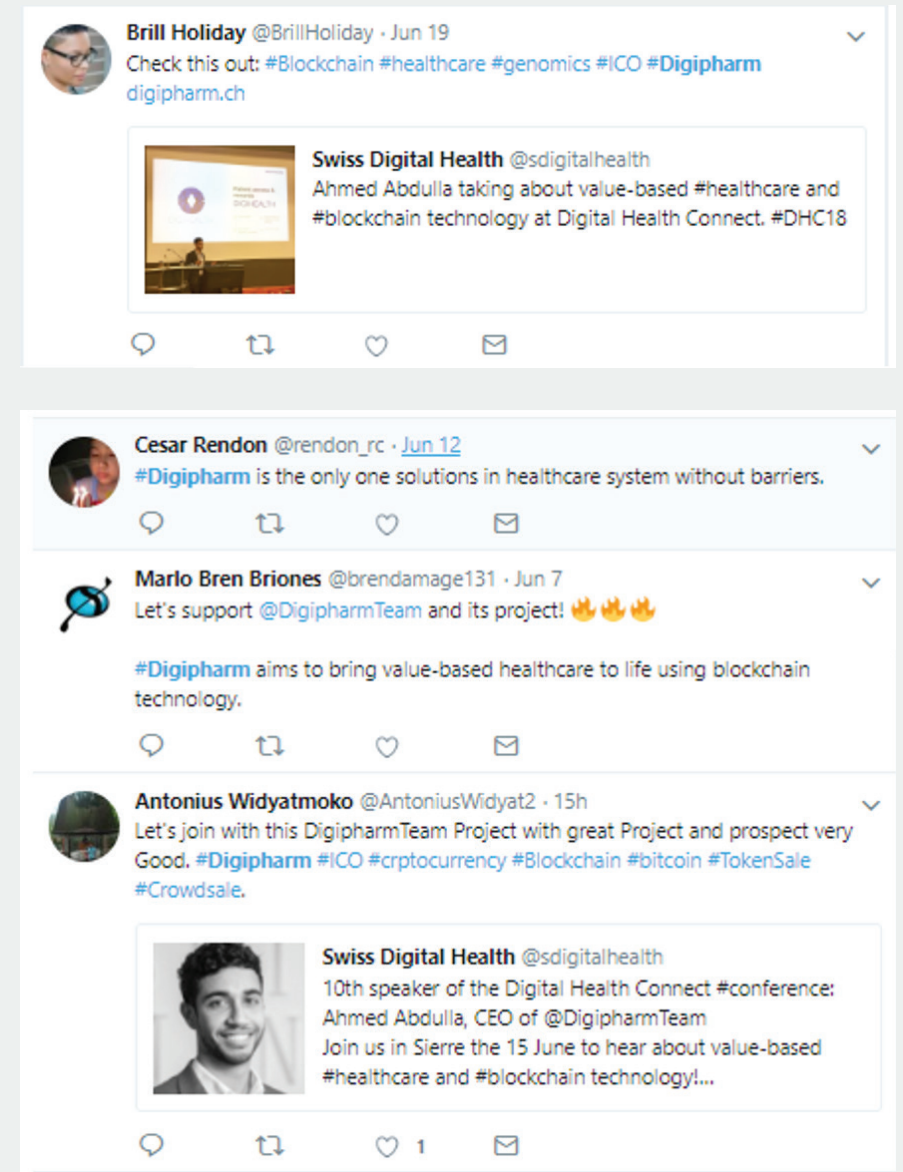 Brill Holiday @BrillHoliday · Jun 19
Check this out: #Blockchain #healthcare #genomics #ICO #Digipharm
digipharm.ch
Swiss Digital Health @sdigitalhealth
Ahmed Abdulla taking about value-based #healthcare and
#blockchain technology at Digital Health Connect. #DHC18
Cesar Rendon @rendon_rc · Jun 12
#Digipharm is the only one solutions in healthcare system without barriers.
Marlo Bren Briones @brendamage131 · Jun 7
Let's support @DigipharmTeam and its project! 🔥🔥🔥
#Digipharm aims to bring value-based healthcare to life using blockchain
technology.
Antonius Widyatmoko @AntoniusWidyat2 · 15h
Let's join with this DigipharmTeam Project with great Project and prospect very
Good. #Digipharm #ICO #crptocurrency #Blockchain #bitcoin #TokenSale
#Crowdsale.
Swiss Digital Health @sdigitalhealth
10th speaker of the Digital Health Connect #conference:
Ahmed Abdulla, CEO of @DigipharmTeam
Join us in Sierre the 15 June to hear about value-based
#healthcare and #blockchain technology!...
1